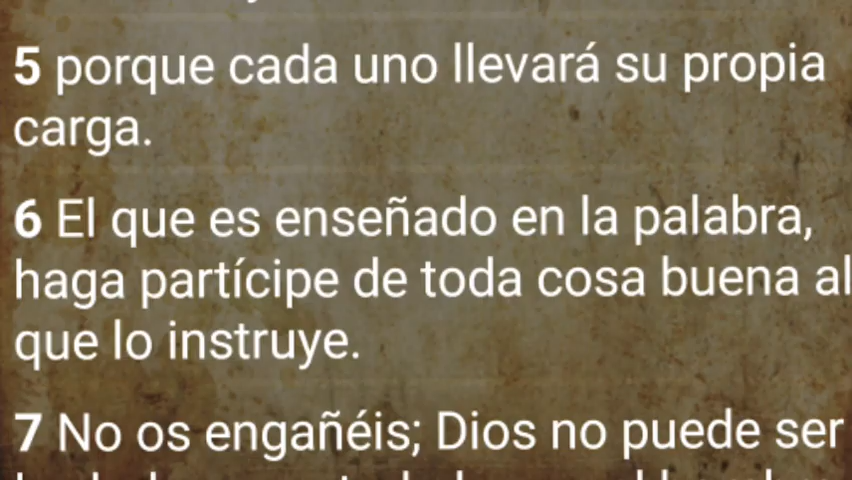 5 porque cada uno llevará su propia
carga.
6 El que es enseñado en la palabra,
haga partícipe de toda cosa buena al
que lo instruye.
7 No os engañéis; Dios no puede ser